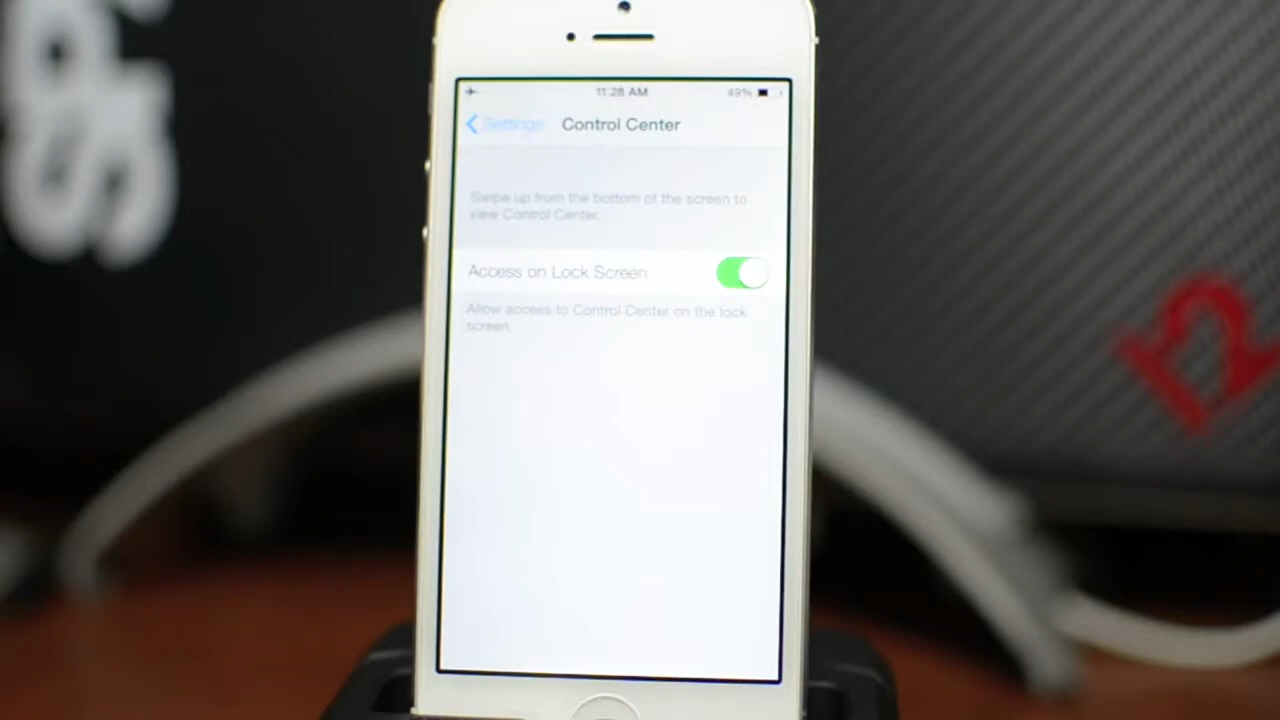 11:28 AM
49%
Settings
Control Center
Swipe up from the bottom of the screen to
view Control Center.
Access on Lock Screen
Allow access to Control Center on the lock
screen.